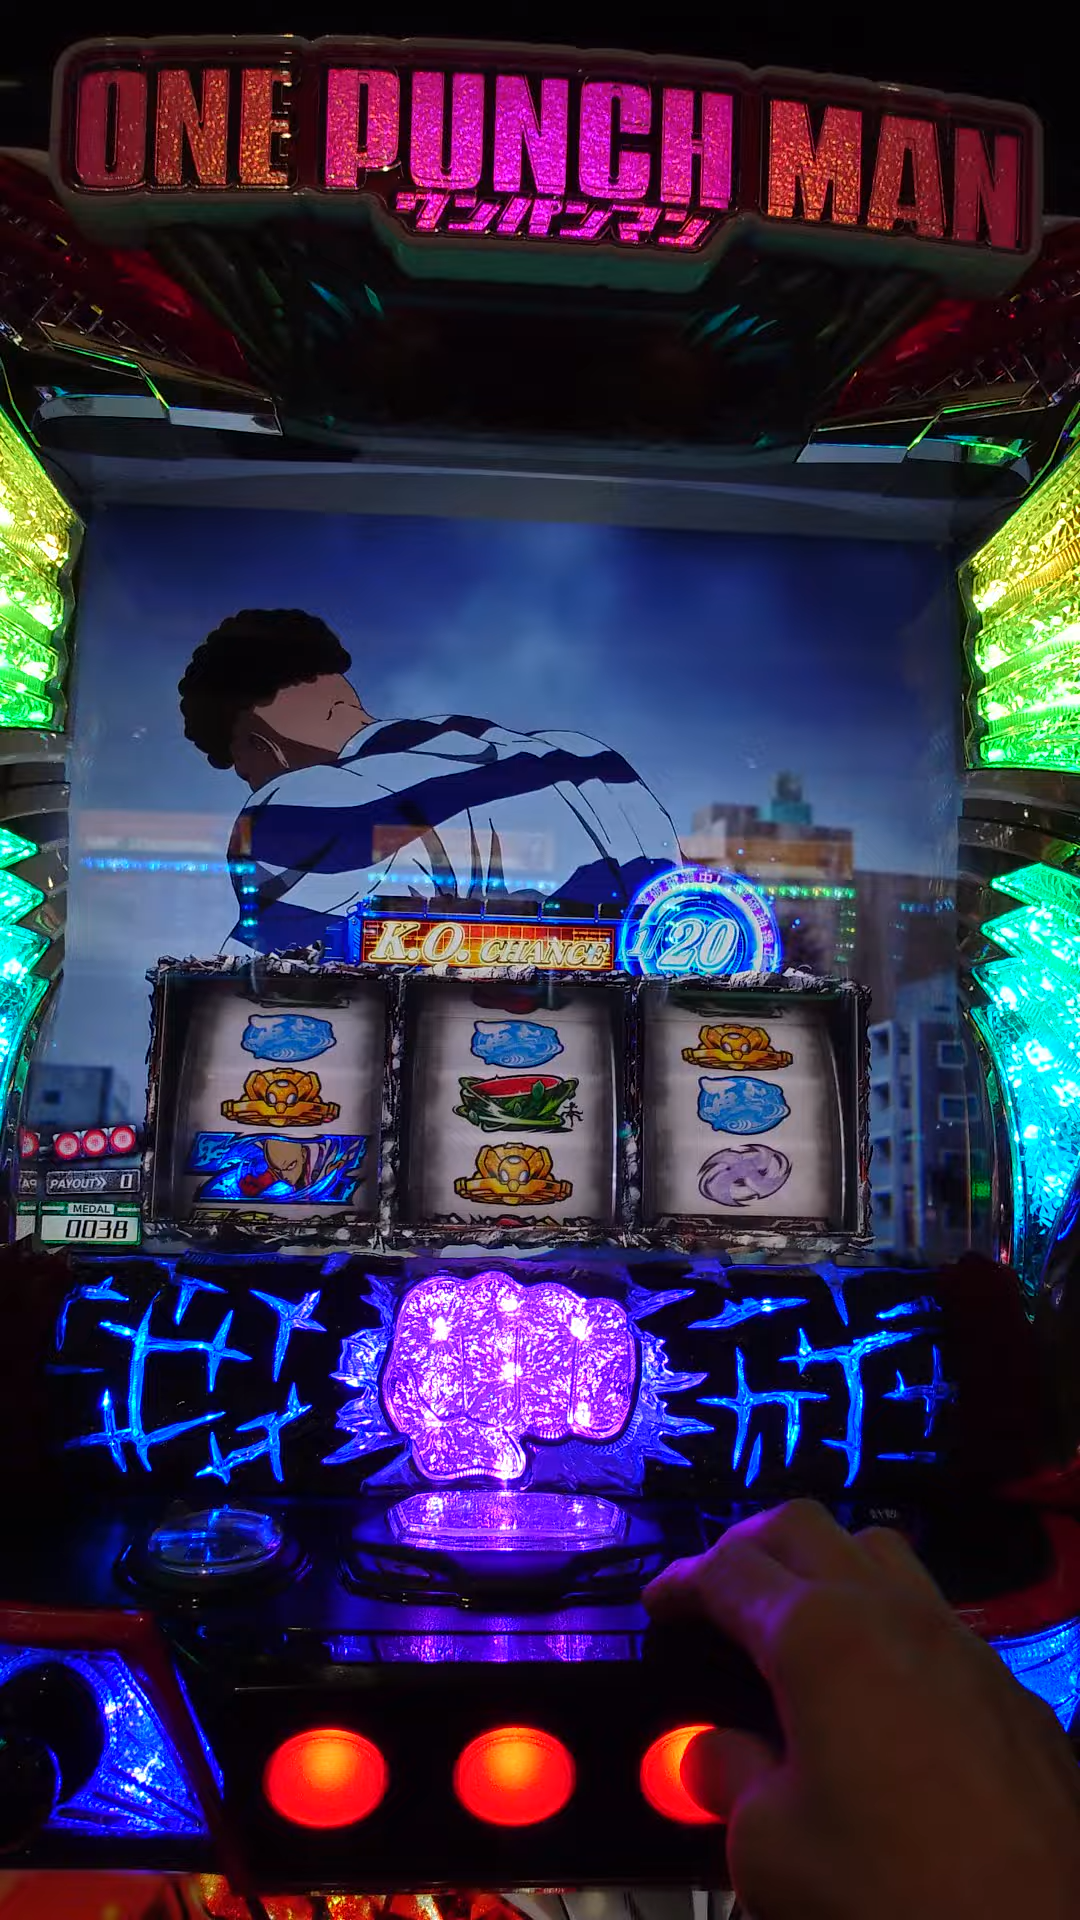 ONE PUNCH MAN
ワンパンマン
K.O. CHANCE 1/20
PAYOUT>> 0
MEDAL
0038